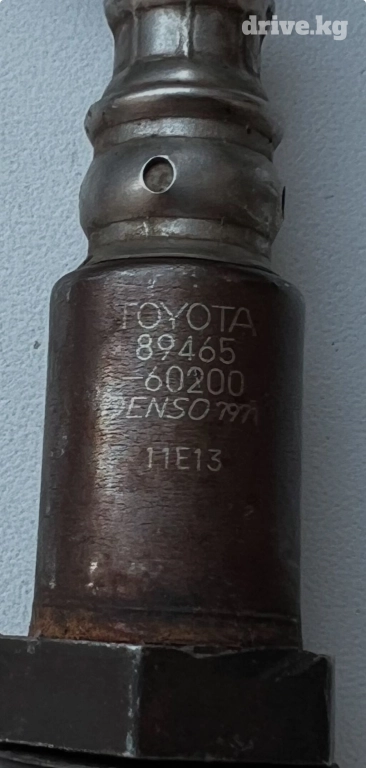 drive.kg
TOYOTA
89465
-60200
DENSO
11E13